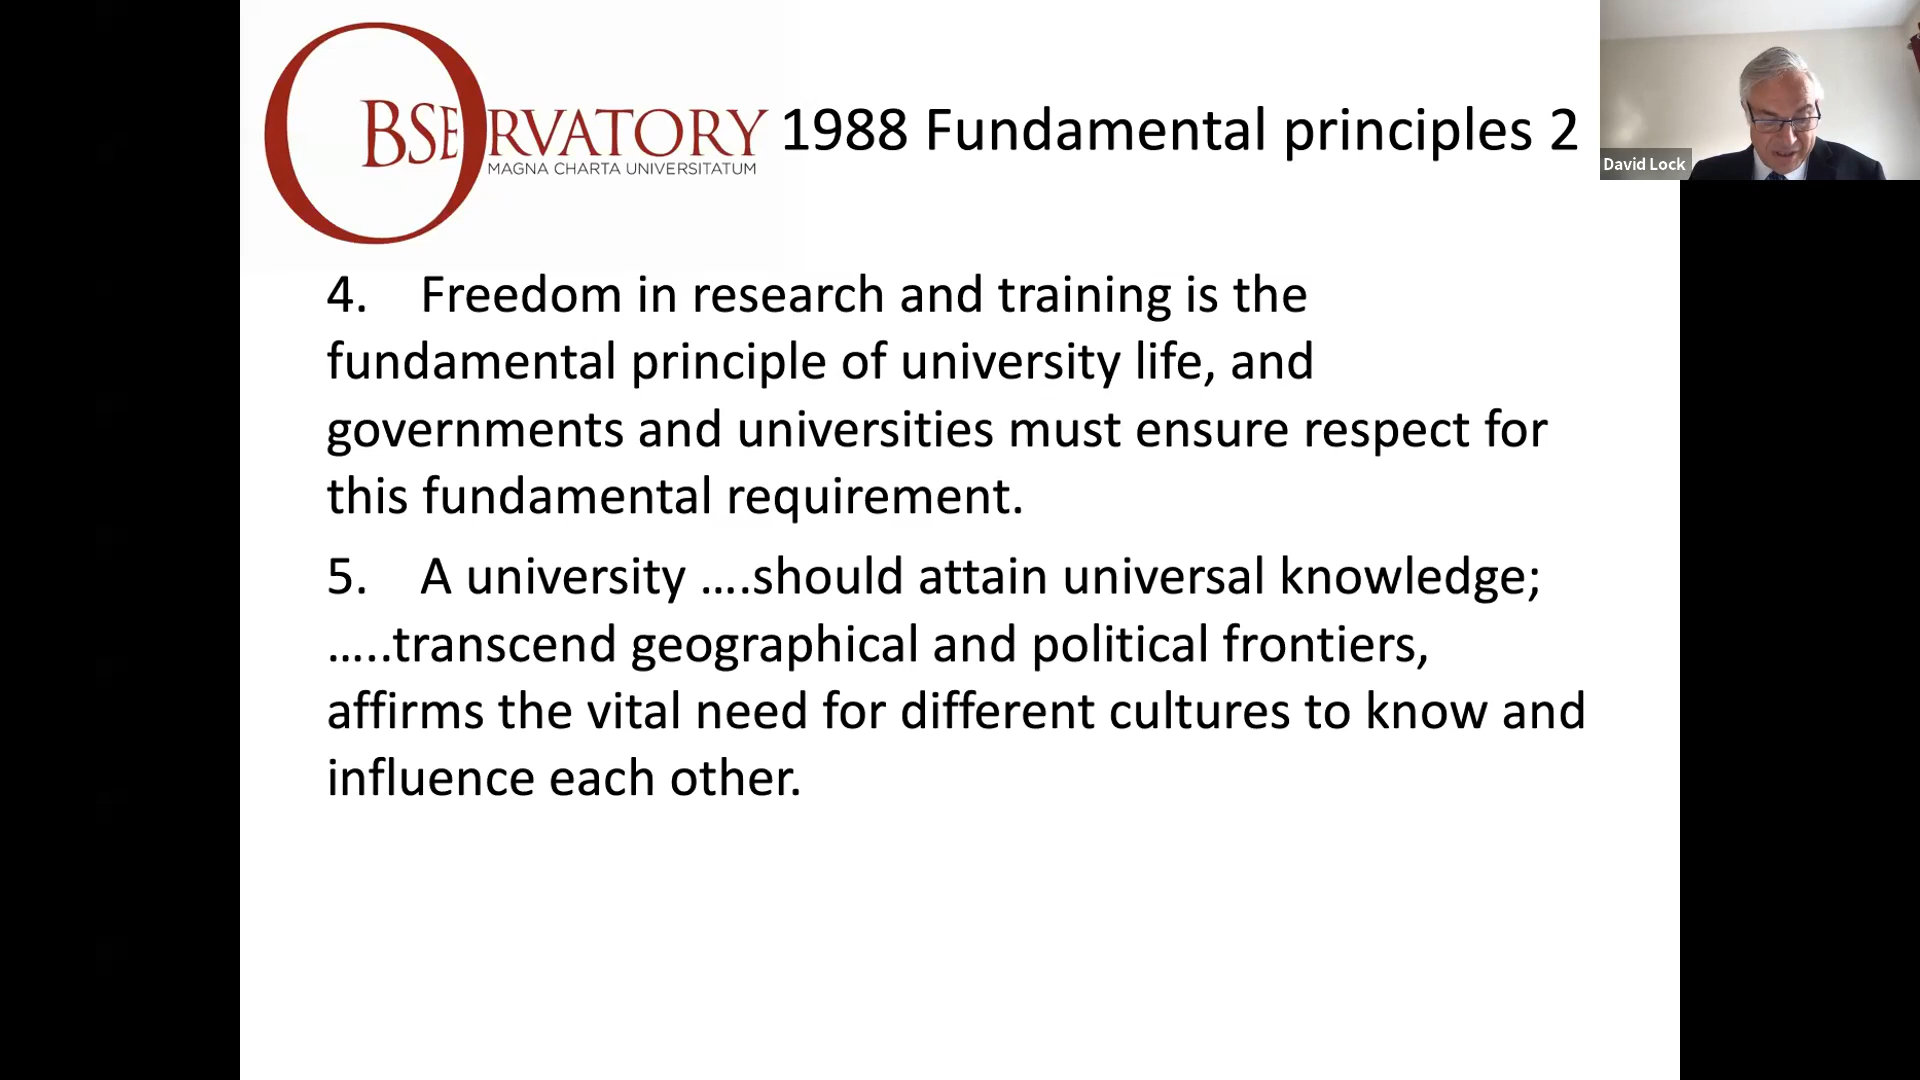 OBSERVATORY
MAGNA CHARTA UNIVERSITATUM
1988 Fundamental principles 2
David Lock
4. Freedom in research and training is the
fundamental principle of university life, and
governments and universities must ensure respect for
this fundamental requirement.
5. A university ….should attain universal knowledge;
…..transcend geographical and political frontiers,
affirms the vital need for different cultures to know and
influence each other.